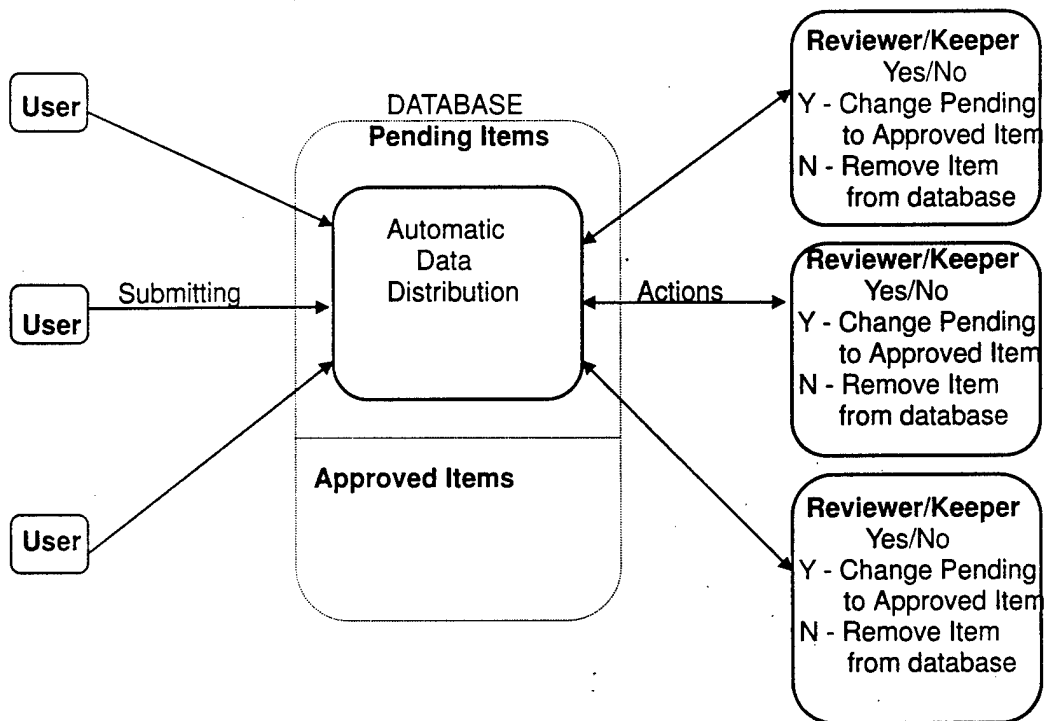 User
User
User
Submitting
DATABASE
Pending Items
Automatic
Data
Distribution
Approved Items
Actions
Reviewer/Keeper
Yes/No
Y - Change Pending
to Approved Item
N - Remove Item
from database
Reviewer/Keeper
Yes/No
Y - Change Pending
to Approved Item
N - Remove Item
from database
Reviewer/Keeper
Yes/No
Y - Change Pending
to Approved Item
N - Remove Item
from database